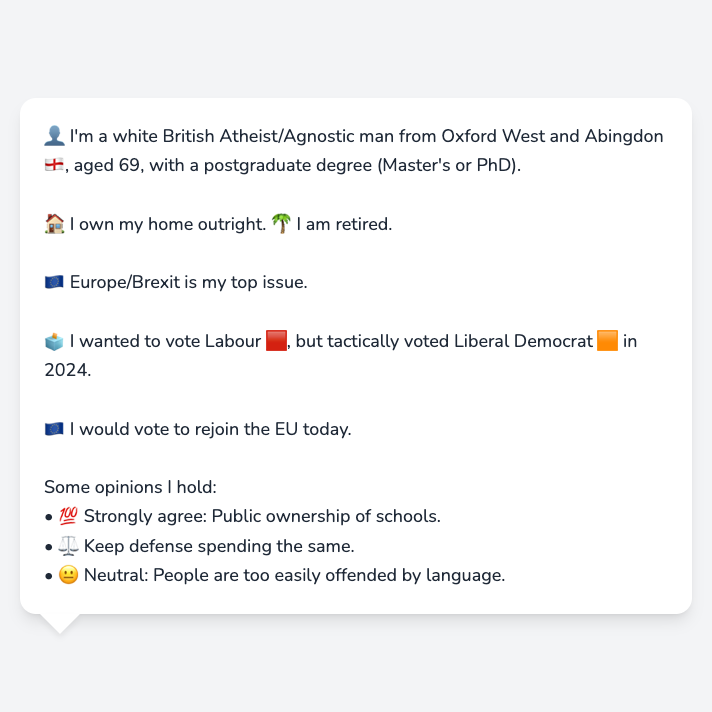 👤 I'm a white British Atheist/Agnostic man from Oxford West and Abingdon
🏴󠁧󠁢󠁥󠁮󠁧󠁿, aged 69, with a postgraduate degree (Master's or PhD).
🏠 I own my home outright. 🌴 I am retired.
🇪🇺 Europe/Brexit is my top issue.
🗳️ I wanted to vote Labour 🟥, but tactically voted Liberal Democrat 🟧 in
2024.
🇪🇺 I would vote to rejoin the EU today.
Some opinions I hold:
• 💯 Strongly agree: Public ownership of schools.
• ⚖️ Keep defense spending the same.
• 😐 Neutral: People are too easily offended by language.